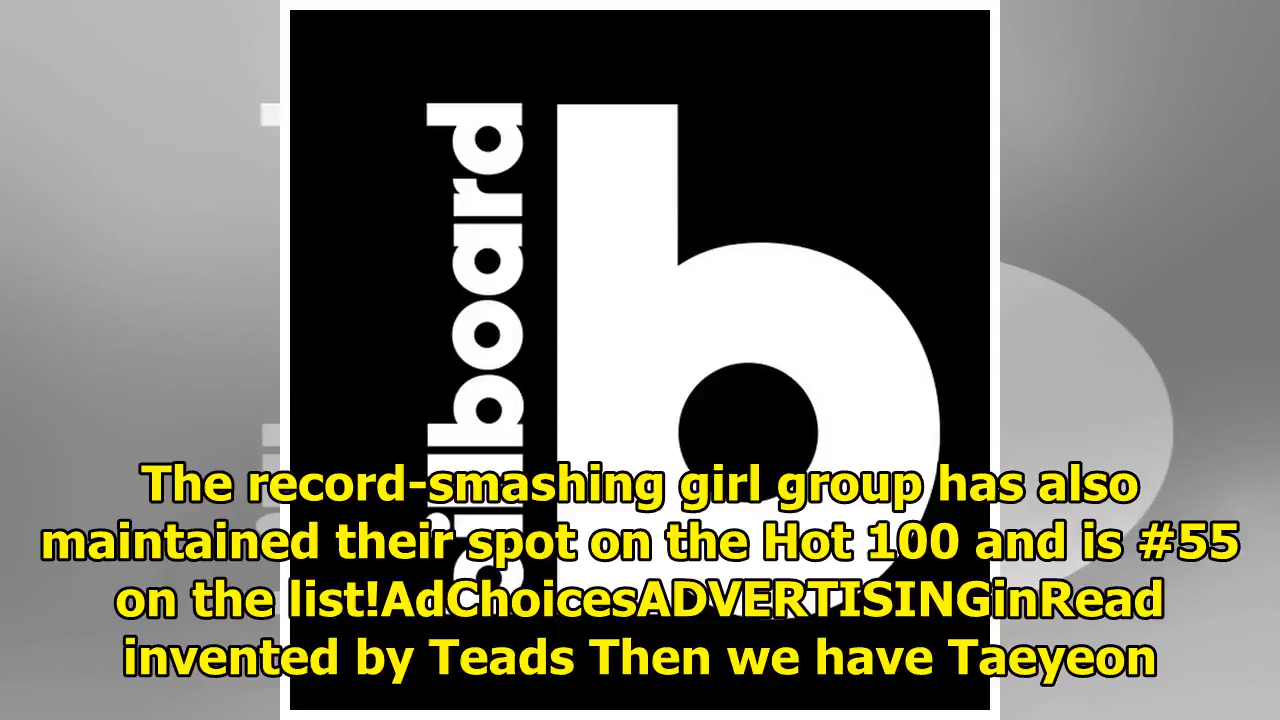 billboard
The record-smashing girl group has also
maintained their spot on the Hot 100 and is #55
on the list!AdChoicesADVERTISINGinRead
invented by Teads Then we have Taeyeon